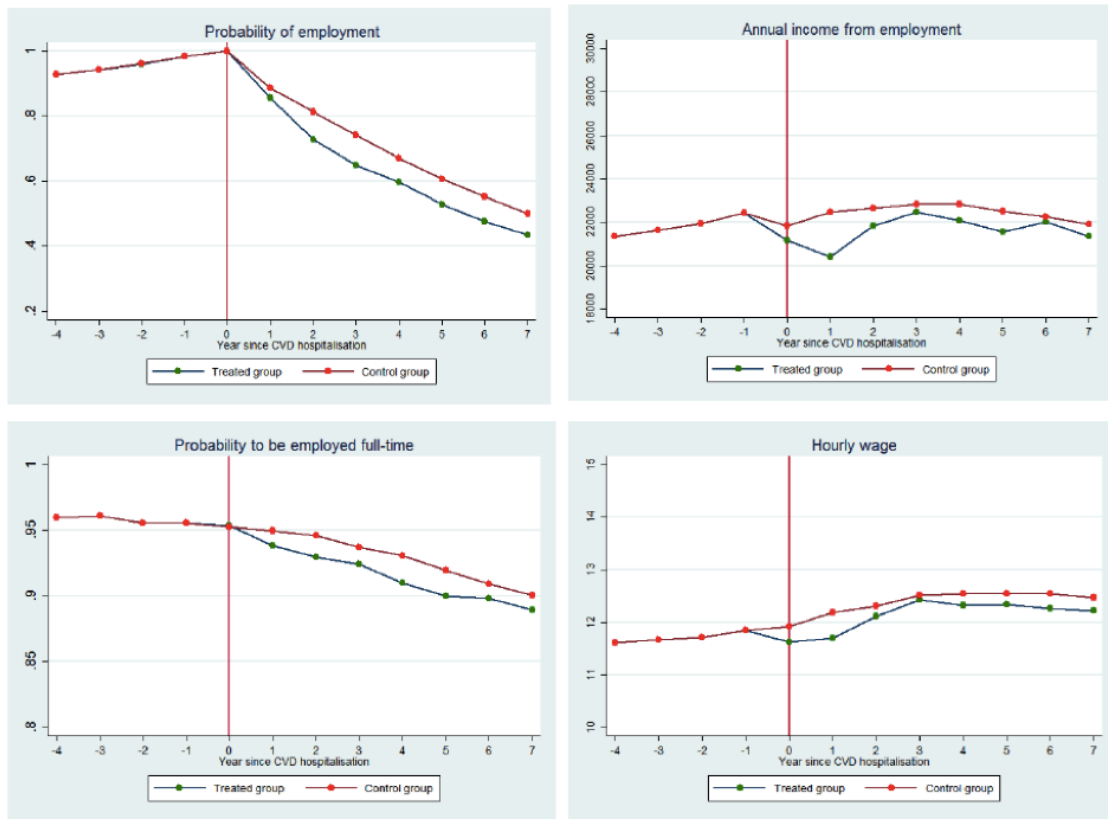 Probability of employment
1
.8
.6
.4
.2
-4 -3 -2 -1 0 1 2 3 4 5 6 7
Year since CVD hospitalisation
Treated group Control group
Annual income from employment
30000
28000
26000
24000
22000
20000
18000
-4 -3 -2 -1 0 1 2 3 4 5 6 7
Year since CVD hospitalisation
Treated group Control group
Probability to be employed full-time
1
.95
.9
.85
.8
-4 -3 -2 -1 0 1 2 3 4 5 6 7
Year since CVD hospitalisation
Treated group Control group
Hourly wage
15
14
13
12
11
10
-4 -3 -2 -1 0 1 2 3 4 5 6 7
Year since CVD hospitalisation
Treated group Control group